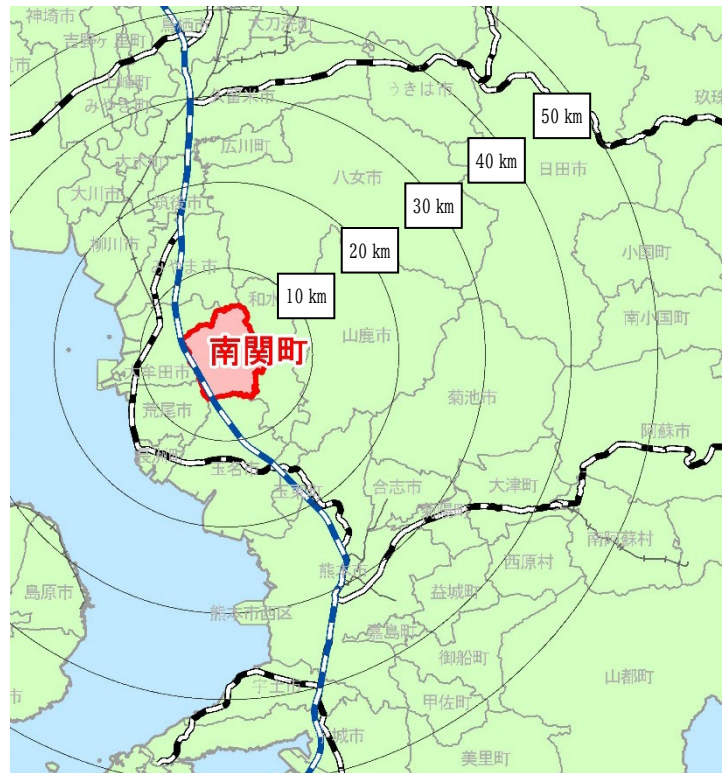 神埼市
鳥栖市
大刀洗町
吉野ヶ里町
上峰町
みやき町
久留米市
うきは市
玖珠
50 km
広川町
40 km
大木町
八女市
日田市
大川市
筑後市
30 km
柳川市
20 km
小国町
みやま市
和水
10 km
南小国町
山鹿市
南関町
大牟田市
荒尾市
菊池市
阿蘇市
長洲町
玉名市
玉東町
合志市
大津町
菊陽町
南阿蘇村
熊本市
西原村
島原市
益城町
熊本市西区
嘉島町
御船町
山都町
宇土市
甲佐町
城市
美里町